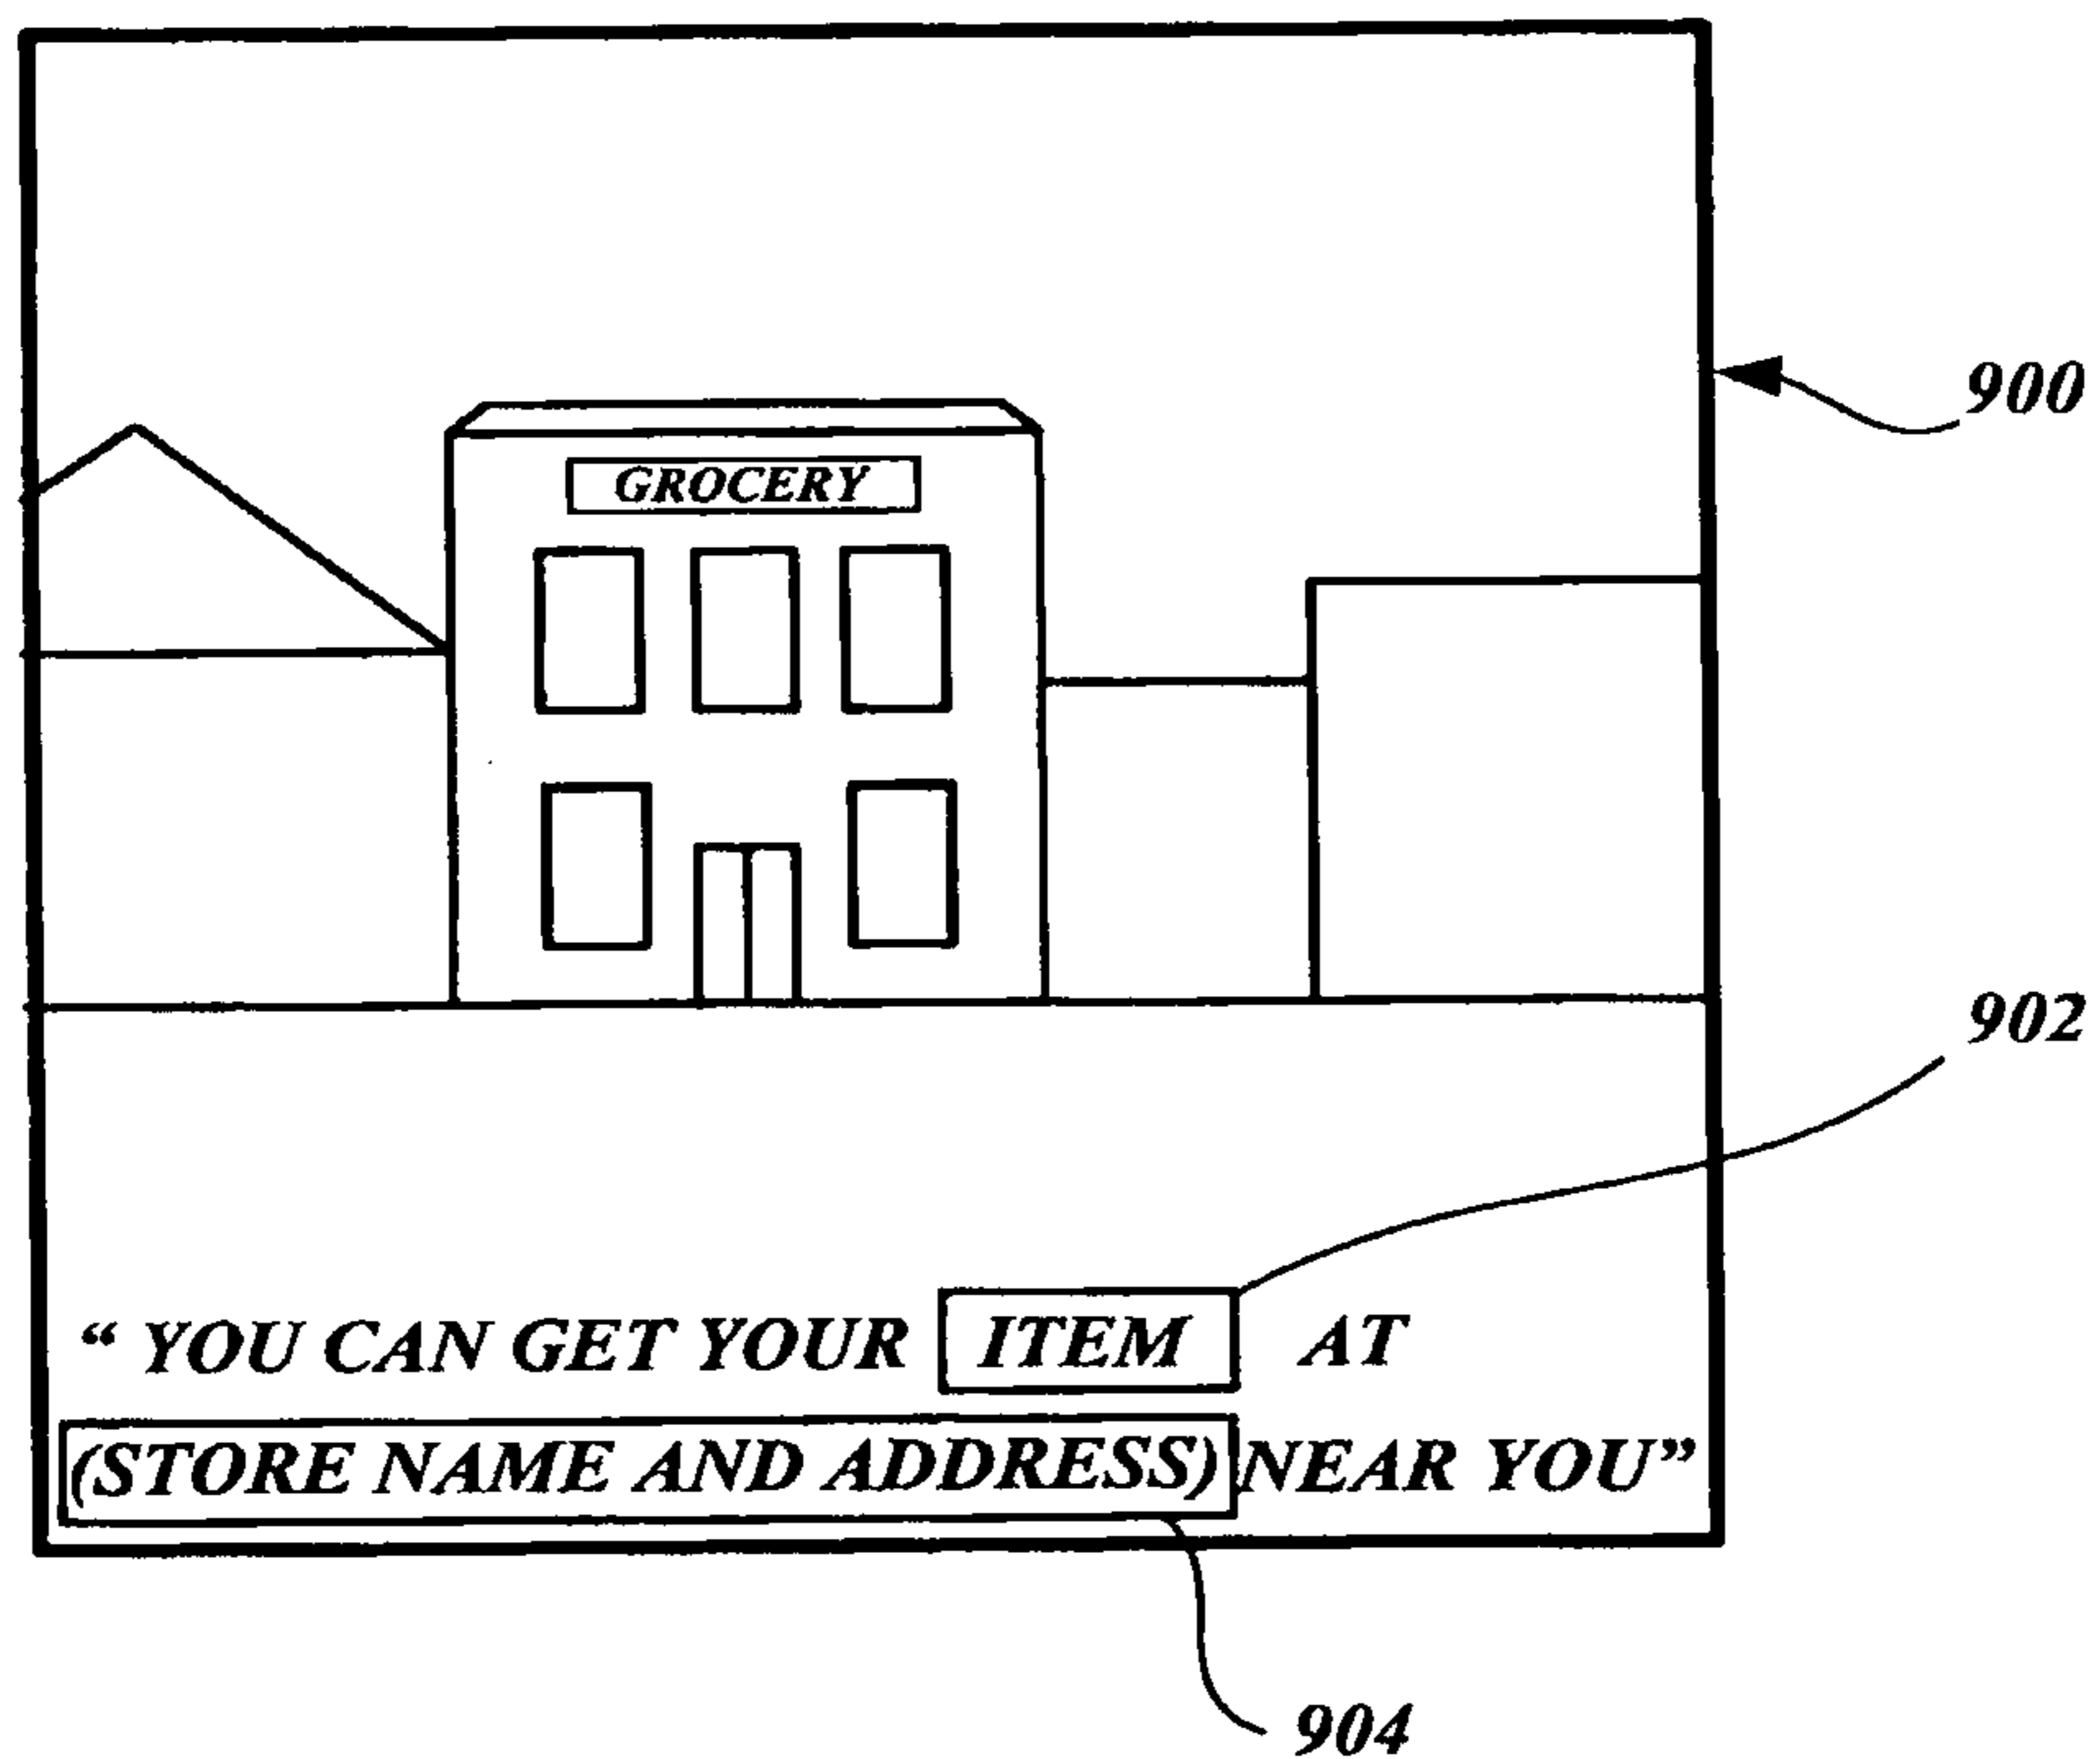 900
GROCERY
902
“ YOU CAN GET YOUR ITEM AT
(STORE NAME AND ADDRESS) NEAR YOU”
904